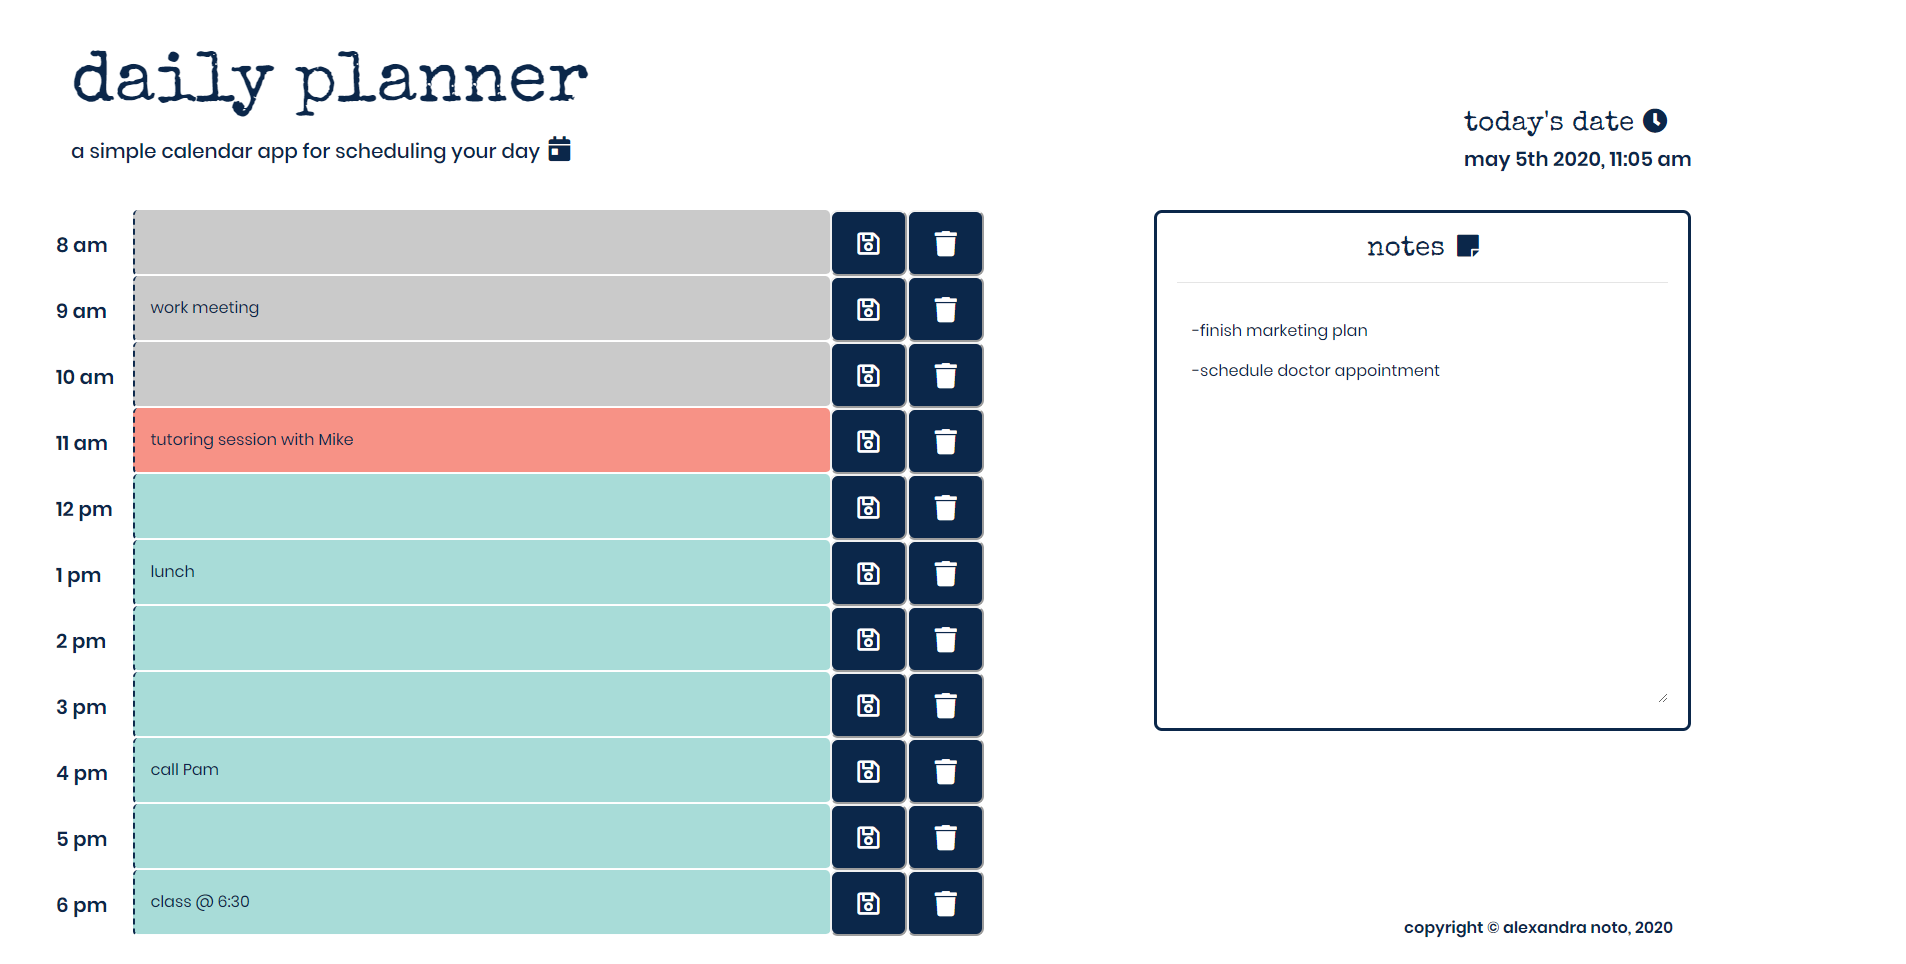 daily planner
a simple calendar app for scheduling your day
today's date
may 5th 2020, 11:05 am
8 am
9 am work meeting
10 am
11 am tutoring session with Mike
12 pm
1 pm lunch
2 pm
3 pm
4 pm call Pam
5 pm
6 pm class @ 6:30
notes
-finish marketing plan
-schedule doctor appointment
copyright © alexandra noto, 2020